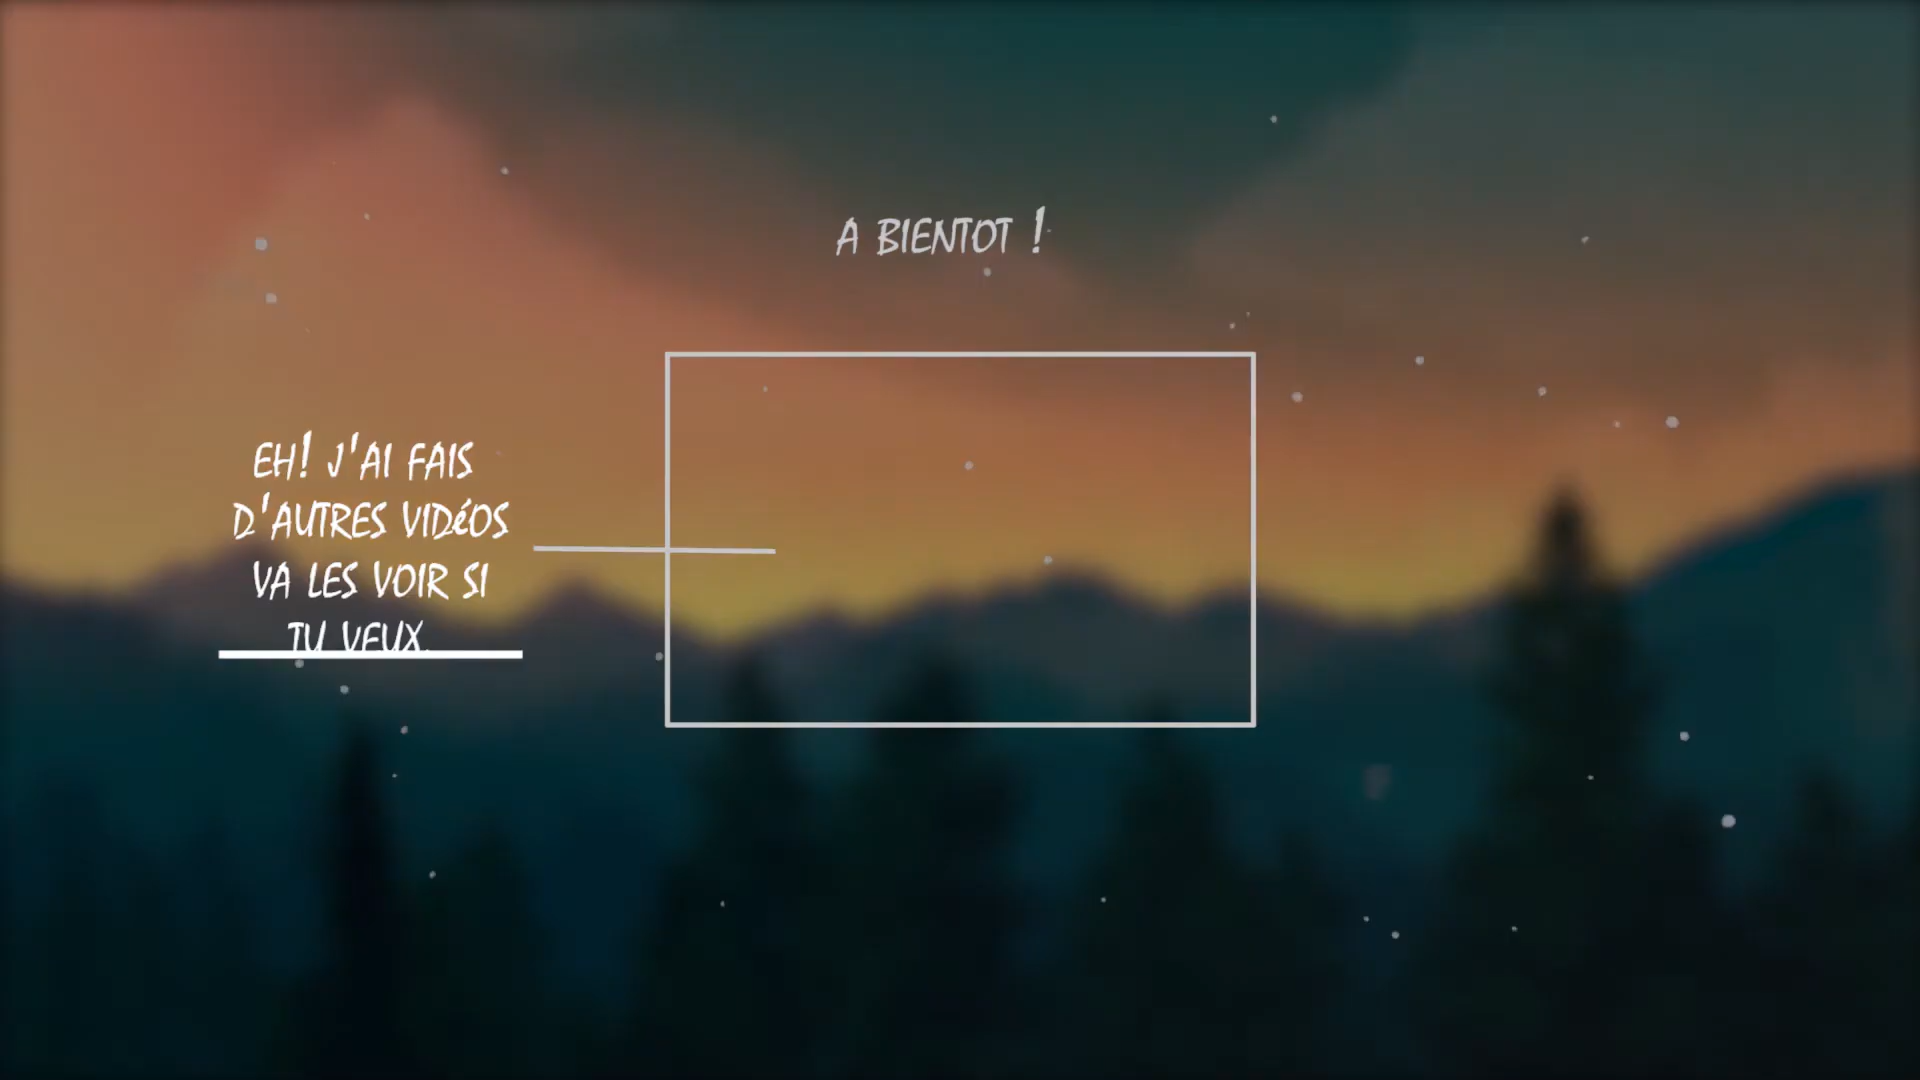 A BIENTOT !
EH! J'AI FAIS
D'AUTRES VIDéOS
VA LES VOIR SI
TU VEUX.